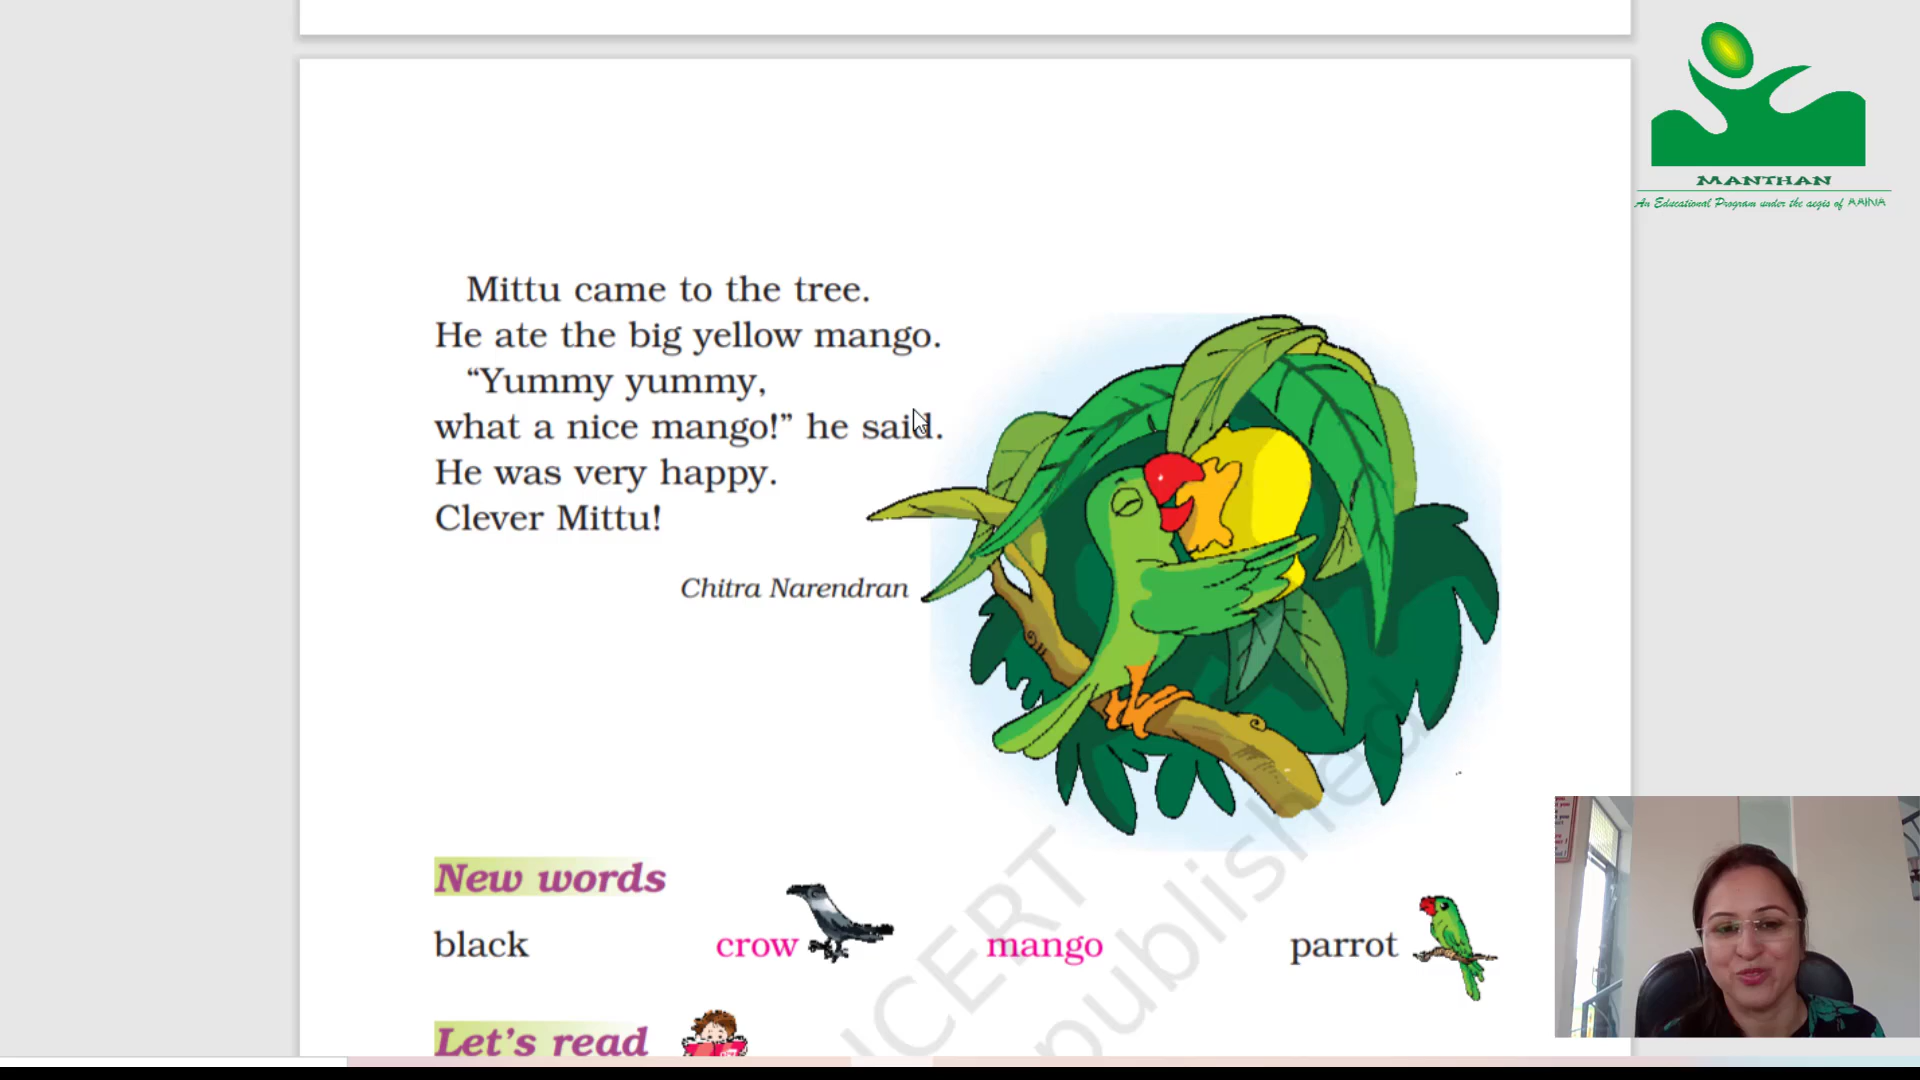 MANTHAN
An Educational Program under the aegis of AAINA
Mittu came to the tree.
He ate the big yellow mango.
“Yummy yummy,
what a nice mango!” he said.
He was very happy.
Clever Mittu!
Chitra Narendran
New words
black crow mango parrot
Let’s read
NCERT
published